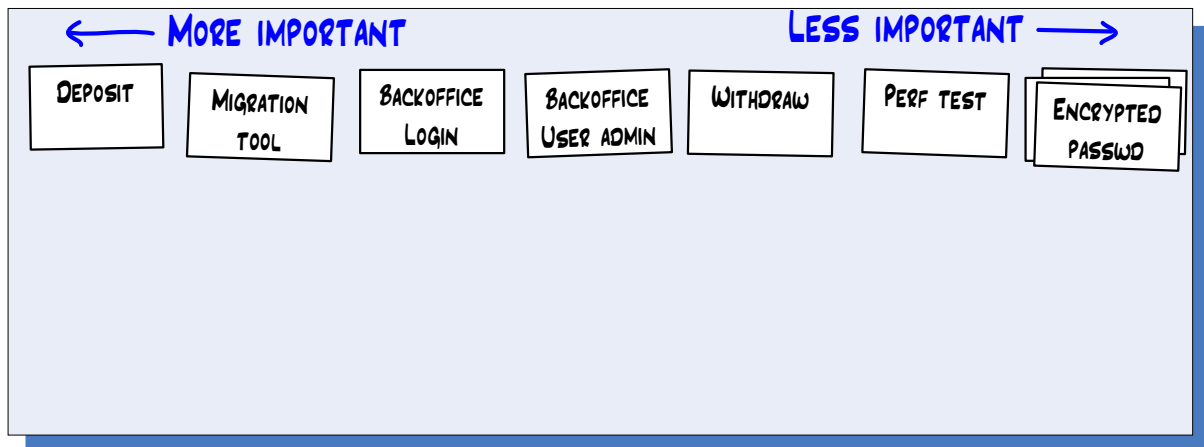 More important
Less important
Deposit
Migration
tool
Backoffice
Login
Backoffice
User admin
Withdraw
Perf test
Encrypted
passwd